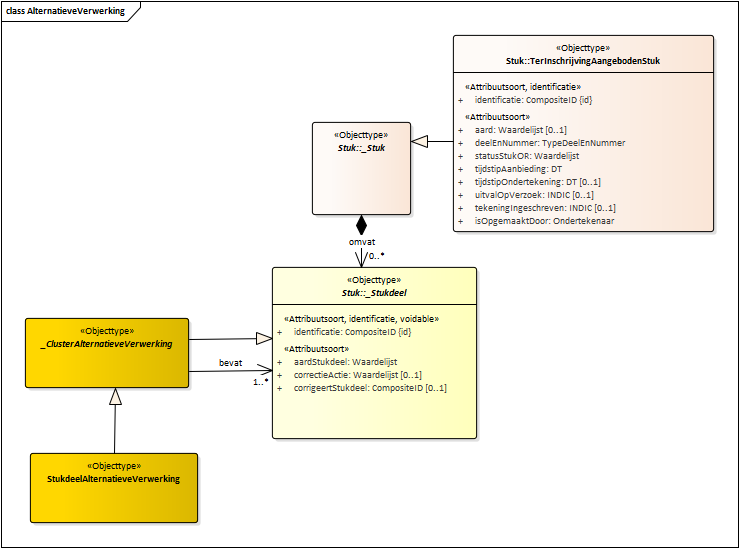 class AlternatieveVerwerking
«Objecttype»
Stuk::TerInschrijvingAangebodenStuk
«Attribuutsoort, identificatie»
+ identificatie: CompositeID {id}
«Attribuutsoort»
+ aard: Waardelijst [0..1]
+ deelEnNummer: TypeDeelEnNummer
+ statusStukOR: Waardelijst
+ tijdstipAanbieding: DT
+ tijdstipOndertekening: DT [0..1]
+ uitvalOpVerzoek: INDIC [0..1]
+ tekeningIngeschreven: INDIC [0..1]
+ isOpgemaaktDoor: Ondertekenaar
«Objecttype»
Stuk::_Stuk
omvat
0..*
«Objecttype»
Stuk::_Stukdeel
«Attribuutsoort, identificatie, voidable»
+ identificatie: CompositeID {id}
«Attribuutsoort»
+ aardStukdeel: Waardelijst
+ correctieActie: Waardelijst [0..1]
+ corrigeertStukdeel: CompositeID [0..1]
«Objecttype»
_ClusterAlternatieveVerwerking
bevat
1..*
«Objecttype»
StukdeelAlternatieveVerwerking